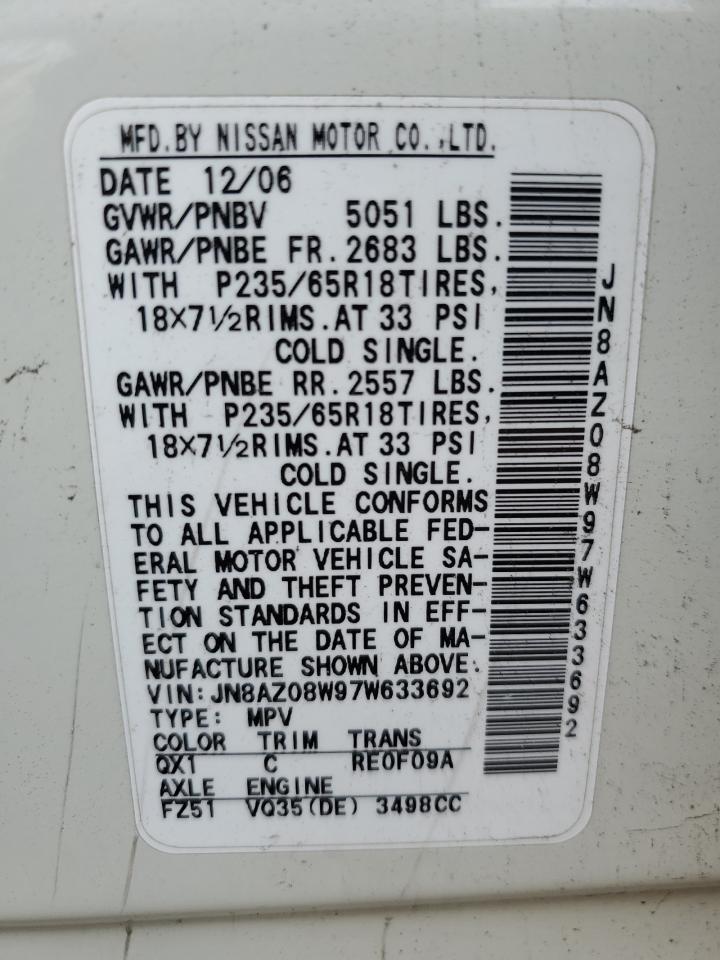 MFD.BY NISSAN MOTOR CO.,LTD.
DATE 12/06
GVWR/PNBV 5051 LBS.
GAWR/PNBE FR.2683 LBS.
WITH P235/65R18TIRES,
18X7½RIMS.AT 33 PSI
COLD SINGLE.
GAWR/PNBE RR.2557 LBS.
WITH P235/65R18TIRES,
18X7½RIMS.AT 33 PSI
COLD SINGLE.
THIS VEHICLE CONFORMS
TO ALL APPLICABLE FED-
ERAL MOTOR VEHICLE SA-
FETY AND THEFT PREVEN-
TION STANDARDS IN EFF-
ECT ON THE DATE OF MA-
NUFACTURE SHOWN ABOVE.
VIN:JN8AZ08W97W633692
TYPE: MPV
COLOR TRIM TRANS
QX1 C RE0F09A
AXLE ENGINE
FZ51 VQ35(DE) 3498CC
JN8AZ08W97W633692